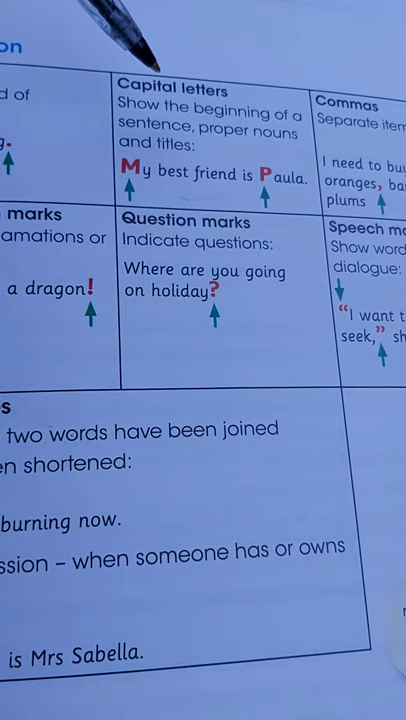 on
d of
g.
Capital letters
Show the beginning of a
sentence, proper nouns
and titles:
My best friend is Paula.
Commas
Separate item
I need to buy
oranges, ba
plums
marks
amations or
a dragon!
Question marks
Indicate questions:
Where are you going
on holiday?
Speech ma
Show word
dialogue:
“I want t
seek,” sh
s
two words have been joined
en shortened:
burning now.
ssion – when someone has or owns
is Mrs Sabella.